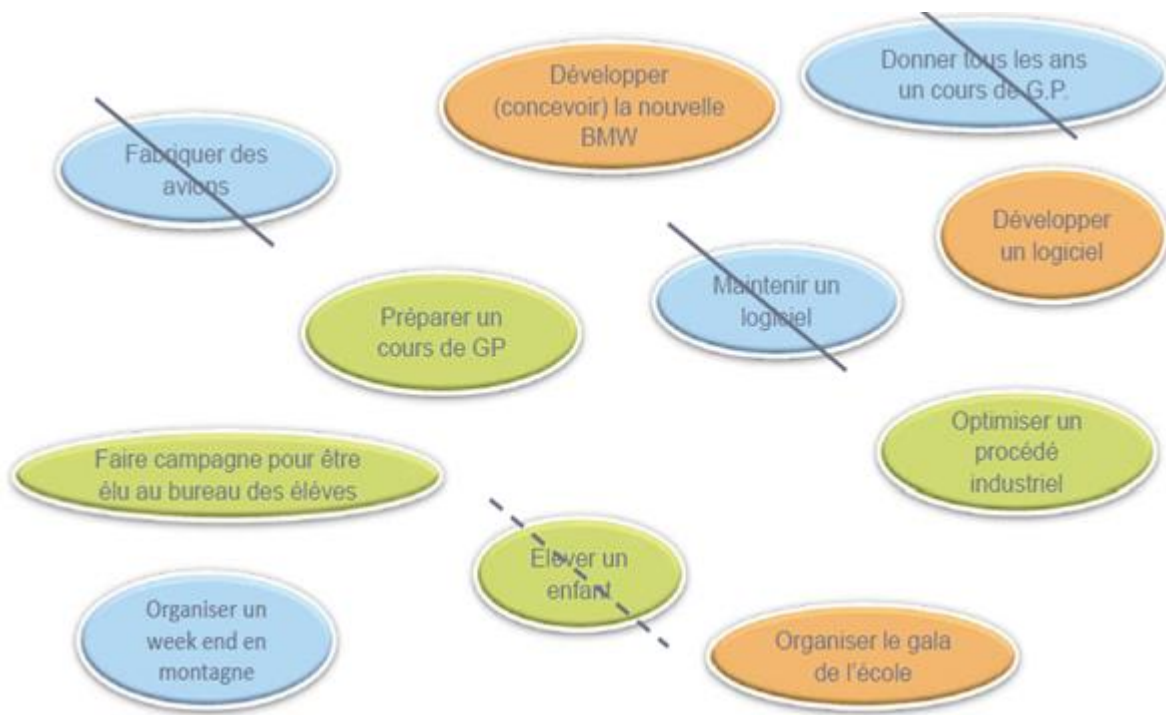 Développer
(concevoir) la nouvelle
BMW
Donner tous les ans
un cours de G.P.
Fabriquer des
avions
Développer
un logiciel
Maintenir un
logiciel
Préparer un
cours de GP
Optimiser un
procédé
industriel
Faire campagne pour être
élu au bureau des élèves
Elever un
enfant
Organiser un
week end en
montagne
Organiser le gala
de l'école